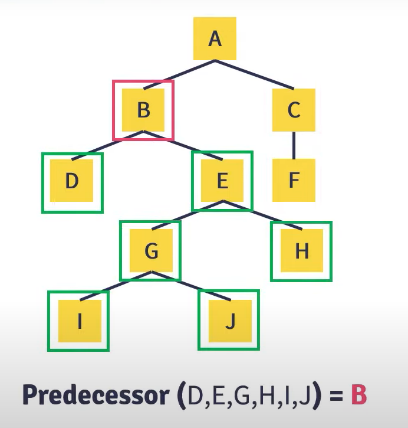 A
B
C
D
E
F
G
H
I
J
Predecessor (D,E,G,H,I,J) = B